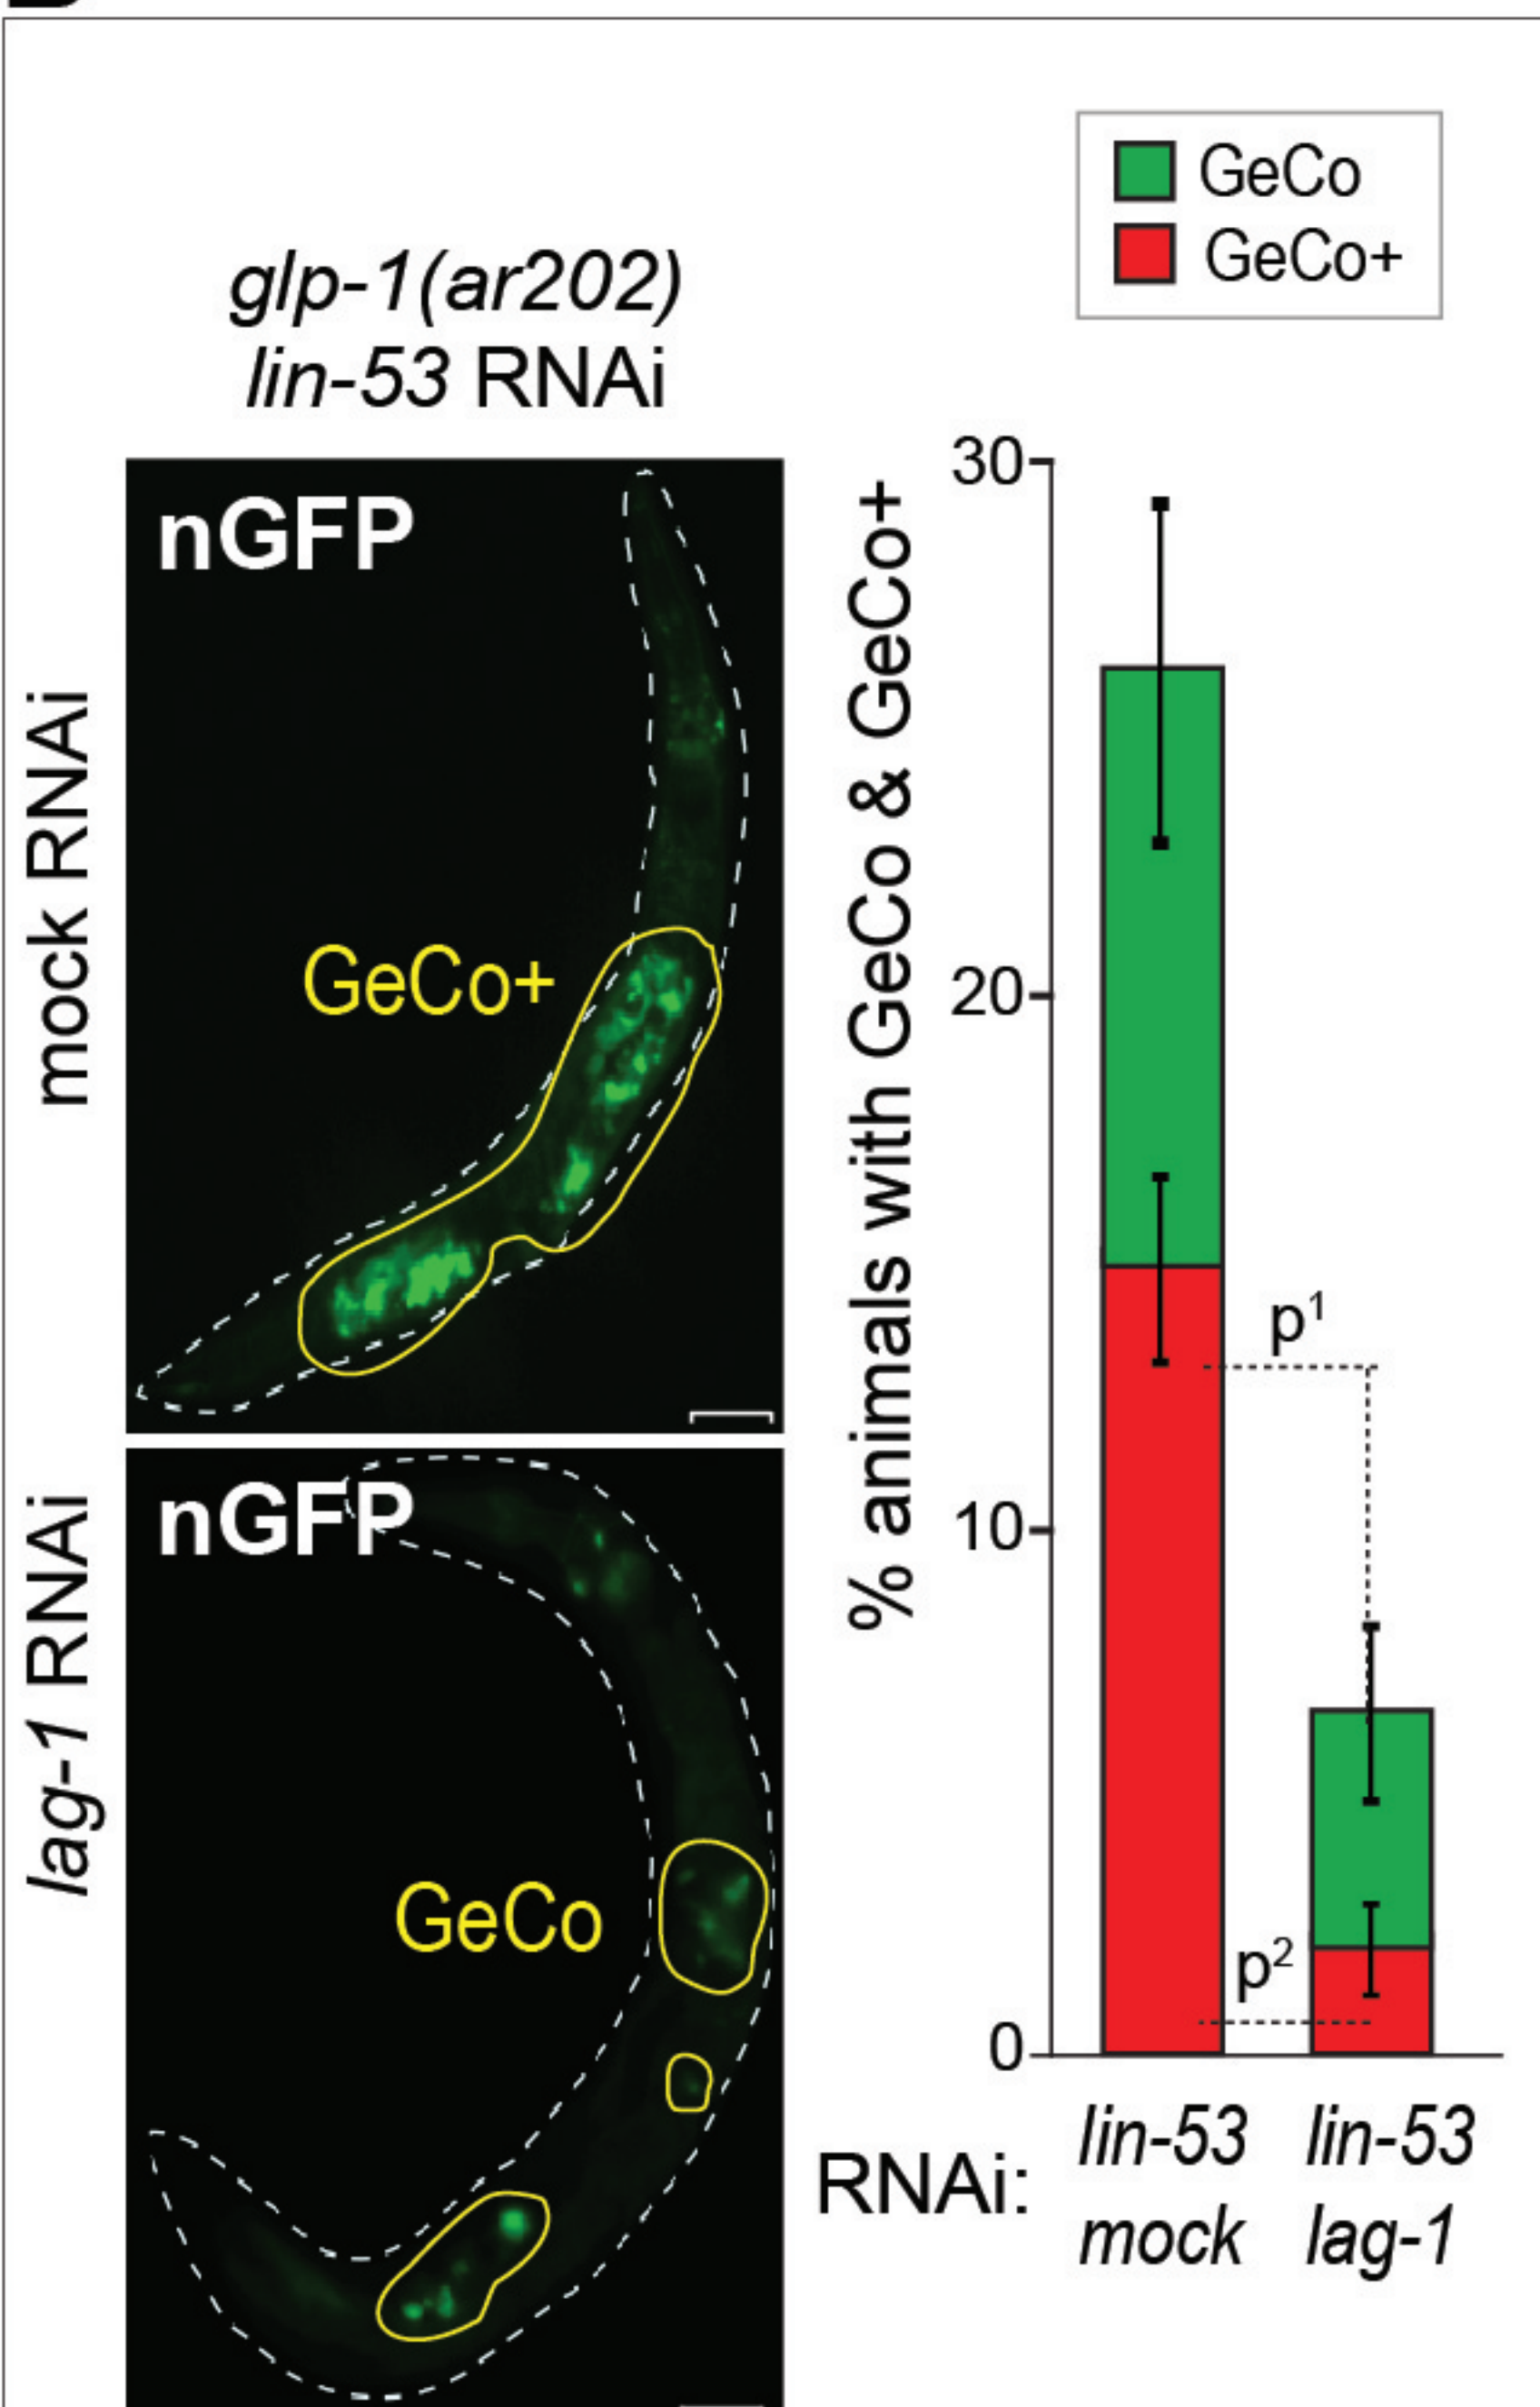 GeCo
GeCo+
glp-1(ar202)
lin-53 RNAi
mock RNAi
nGFP
GeCo+
lag-1 RNAi
nGFP
GeCo
% animals with GeCo & GeCo+
30
20
10
0
p¹
p²
RNAi:
lin-53 lin-53
mock lag-1